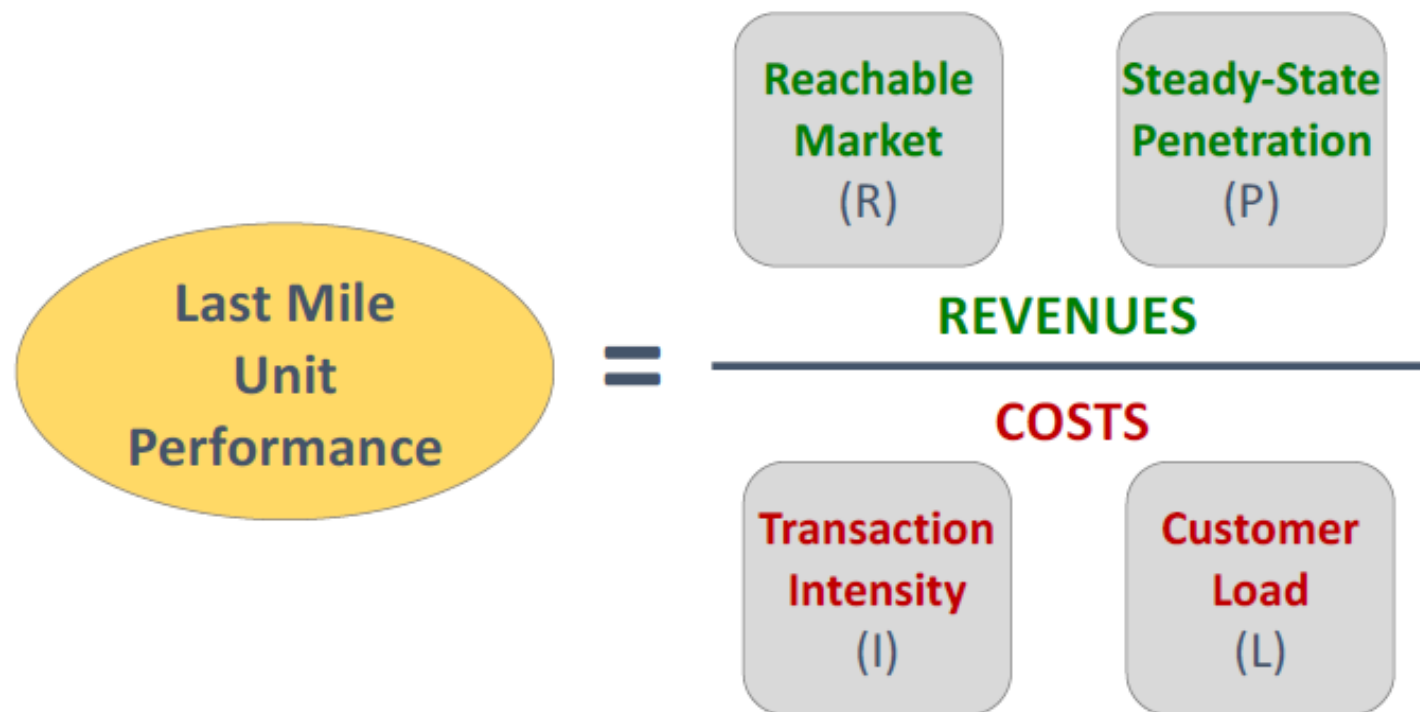 Last Mile
Unit
Performance
=
Reachable
Market
(R)
Steady-State
Penetration
(P)
REVENUES
COSTS
Transaction
Intensity
(I)
Customer
Load
(L)